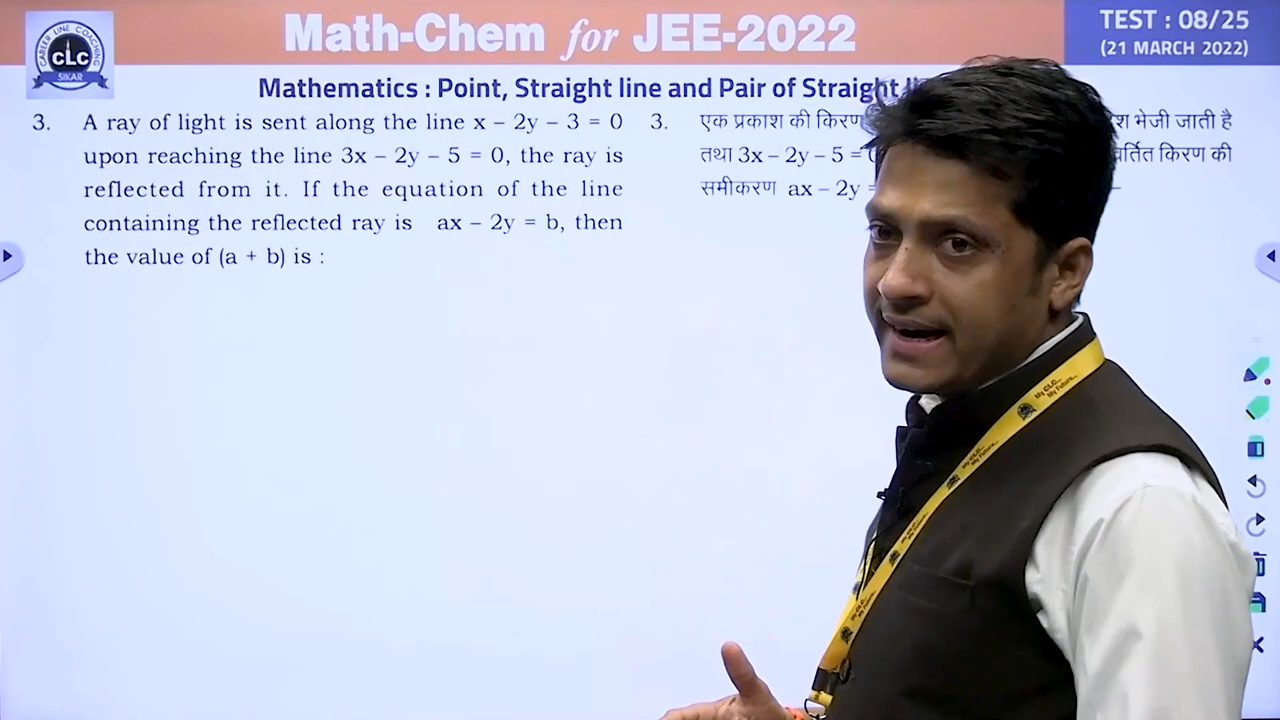 Math-Chem for JEE-2022
TEST : 08/25
(21 MARCH 2022)
CAREER LINE COACHING
CLC
SIKAR
Mathematics : Point, Straight line and Pair of Straight
3. A ray of light is sent along the line x – 2y – 3 = 0
upon reaching the line 3x – 2y – 5 = 0, the ray is
reflected from it. If the equation of the line
containing the reflected ray is ax – 2y = b, then
the value of (a + b) is :
3. एक प्रकाश की किरण भेजी जाती है
तथा 3x – 2y – 5 = किरण की
समीकरण ax – 2y =
My CLC...
My Future...